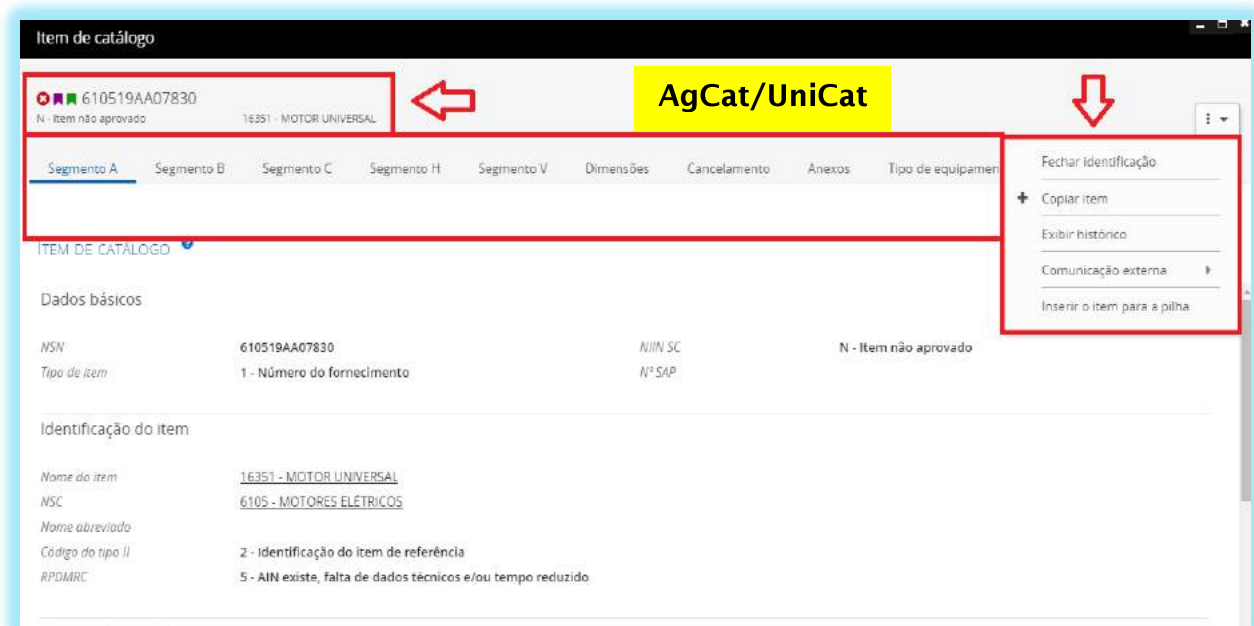 Item de catálogo
610519AA07830
N - Item não aprovado 16351 - MOTOR UNIVERSAL
AgCat/UniCat
Segmento A Segmento B Segmento C Segmento H Segmento V Dimensões Cancelamento Anexos Tipo de equipamen
Fechar identificação
Copiar item
Exibir histórico
Comunicação externa
Inserir o item para a pilha
ITEM DE CATÁLOGO
Dados básicos
NSN 610519AA07830 NIIN SC N - Item não aprovado
Tipo de item 1 - Número do fornecimento Nº SAP
Identificação do item
Nome do item 16351 - MOTOR UNIVERSAL
NSC 6105 - MOTORES ELÉTRICOS
Nome abreviado
Código do tipo II 2 - Identificação do item de referência
RPDMRC 5 - AIN existe, falta de dados técnicos e/ou tempo reduzido